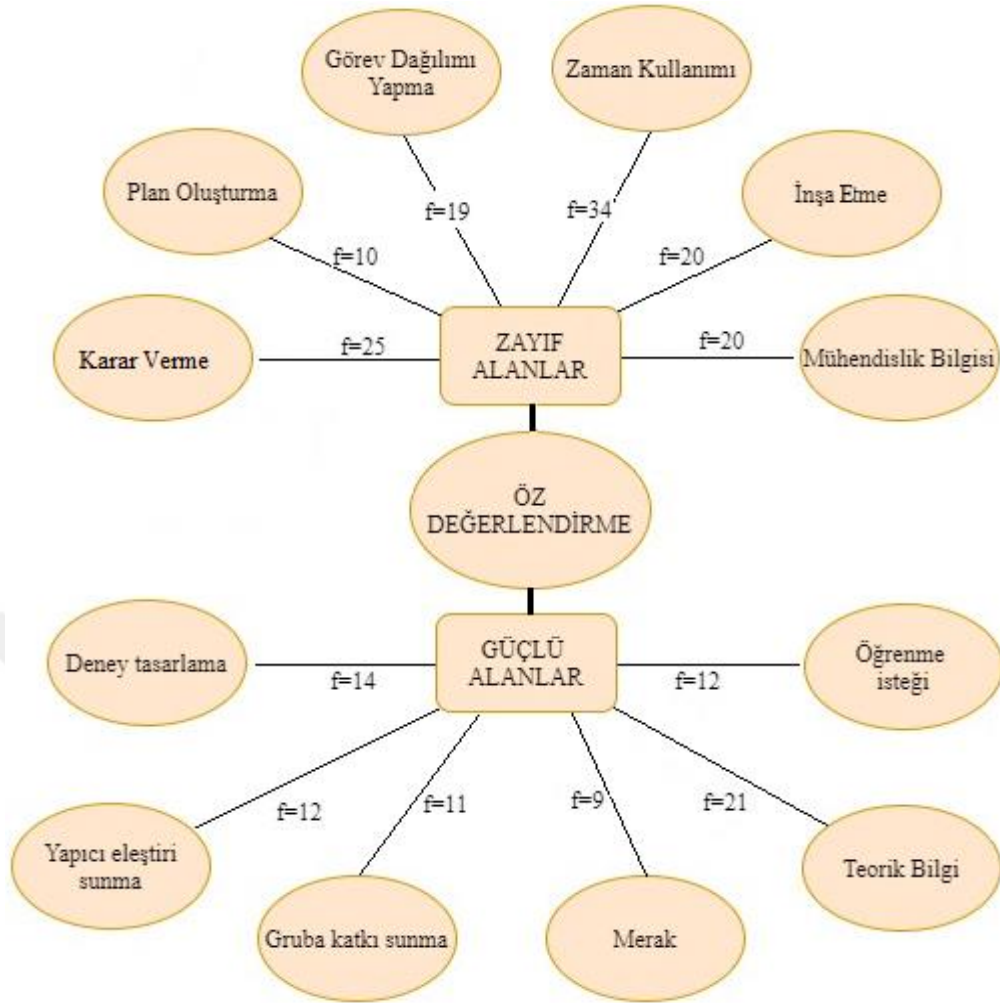 Görev Dağılımı
Yapma
Zaman Kullanımı
Plan Oluşturma
İnşa Etme
f=19
f=34
f=10
f=20
Karar Verme
f=25
ZAYIF
ALANLAR
f=20
Mühendislik Bilgisi
ÖZ
DEĞERLENDİRME
Deney tasarlama
f=14
GÜÇLÜ
ALANLAR
f=12
Öğrenme
isteği
f=12
f=11
f=9
f=21
Yapıcı eleştiri
sunma
Gruba katkı sunma
Merak
Teorik Bilgi